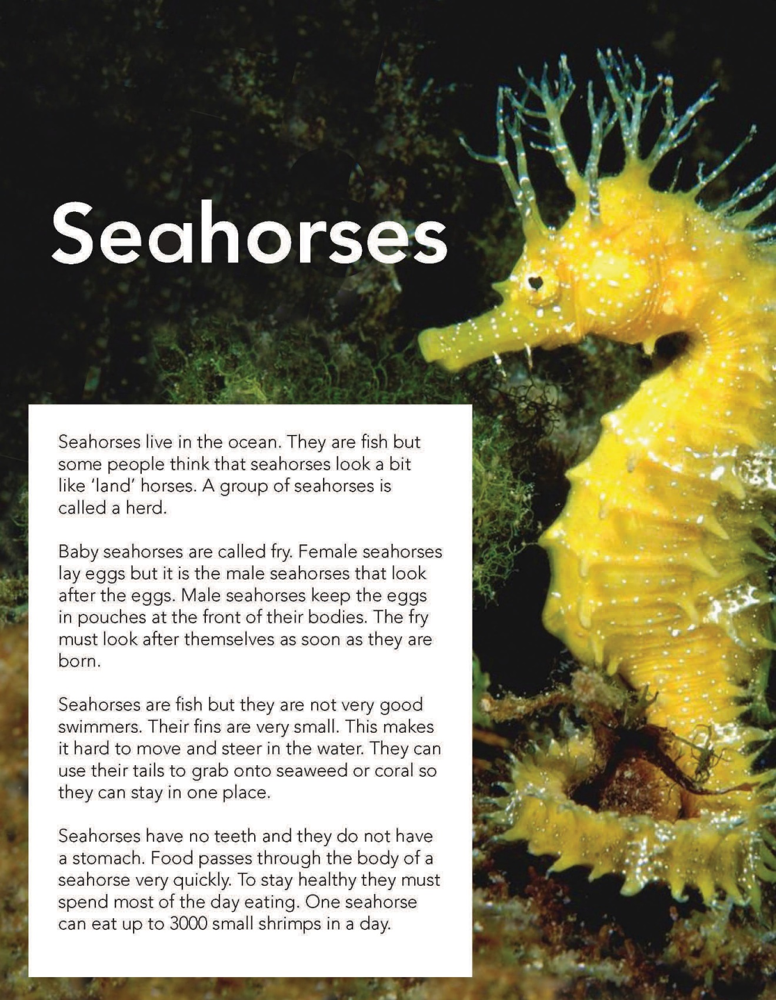 Seahorses
Seahorses live in the ocean. They are fish but
some people think that seahorses look a bit
like ‘land’ horses. A group of seahorses is
called a herd.
Baby seahorses are called fry. Female seahorses
lay eggs but it is the male seahorses that look
after the eggs. Male seahorses keep the eggs
in pouches at the front of their bodies. The fry
must look after themselves as soon as they are
born.
Seahorses are fish but they are not very good
swimmers. Their fins are very small. This makes
it hard to move and steer in the water. They can
use their tails to grab onto seaweed or coral so
they can stay in one place.
Seahorses have no teeth and they do not have
a stomach. Food passes through the body of a
seahorse very quickly. To stay healthy they must
spend most of the day eating. One seahorse
can eat up to 3000 small shrimps in a day.